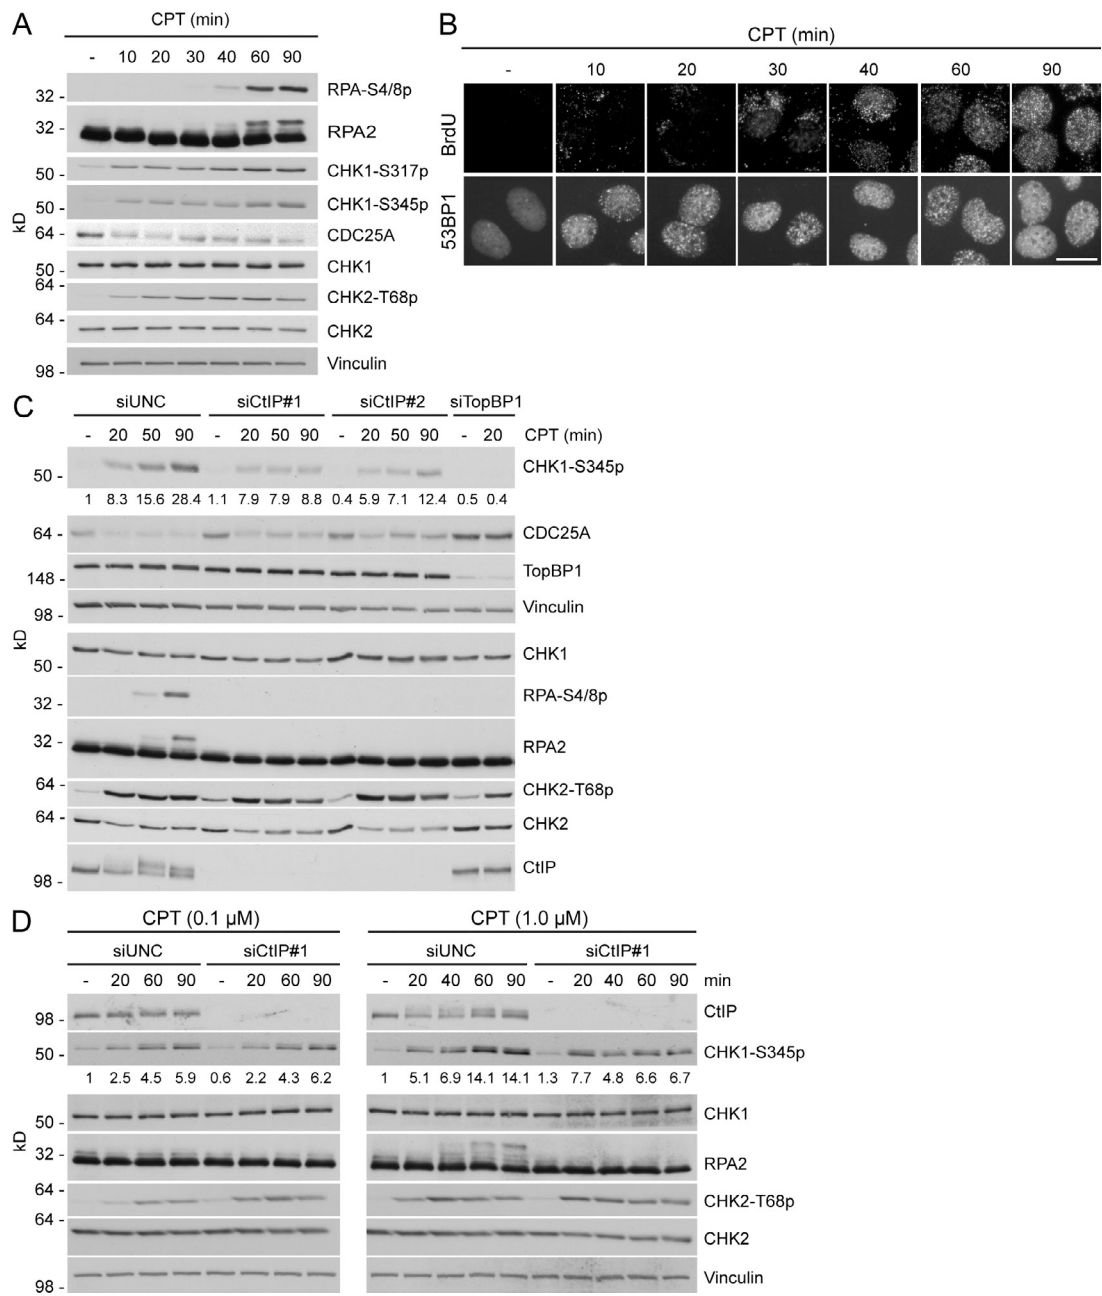 A
CPT (min)
- 10 20 30 40 60 90
32 - RPA-S4/8p
32 - RPA2
50 - CHK1-S317p
50 - CHK1-S345p
64 - CDC25A
50 - CHK1
64 - CHK2-T68p
64 - CHK2
98 - Vinculin
kD
B
CPT (min)
- 10 20 30 40 60 90
BrdU
53BP1
C
siUNC siCtIP#1 siCtIP#2 siTopBP1
- 20 50 90 - 20 50 90 - 20 50 90 - 20 CPT (min)
50 - CHK1-S345p
1 8.3 15.6 28.4 1.1 7.9 7.9 8.8 0.4 5.9 7.1 12.4 0.5 0.4
64 - CDC25A
148 - TopBP1
98 - Vinculin
kD
50 - CHK1
32 - RPA-S4/8p
32 - RPA2
64 - CHK2-T68p
64 - CHK2
98 - CtIP
D
CPT (0.1 µM) CPT (1.0 µM)
siUNC siCtIP#1 siUNC siCtIP#1
- 20 60 90 - 20 60 90 - 20 40 60 90 - 20 40 60 90 min
98 - CtIP
50 - CHK1-S345p
1 2.5 4.5 5.9 0.6 2.2 4.3 6.2 1 5.1 6.9 14.1 14.1 1.3 7.7 4.8 6.6 6.7
50 - CHK1
kD
32 - RPA2
64 - CHK2-T68p
64 - CHK2
98 - Vinculin